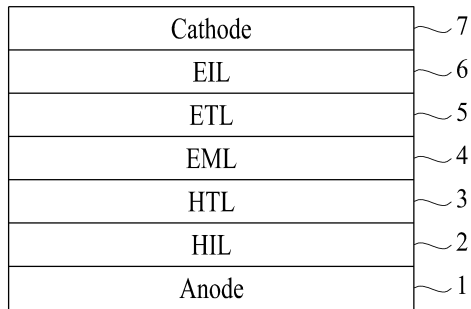 Cathode 7
EIL 6
ETL 5
EML 4
HTL 3
HIL 2
Anode 1